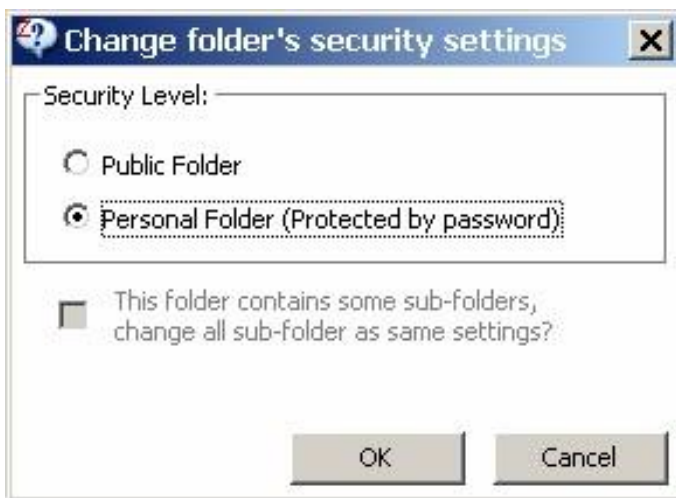 Change folder's security settings
Security Level:
Public Folder
Personal Folder (Protected by password)
This folder contains some sub-folders,
change all sub-folder as same settings?
OK Cancel